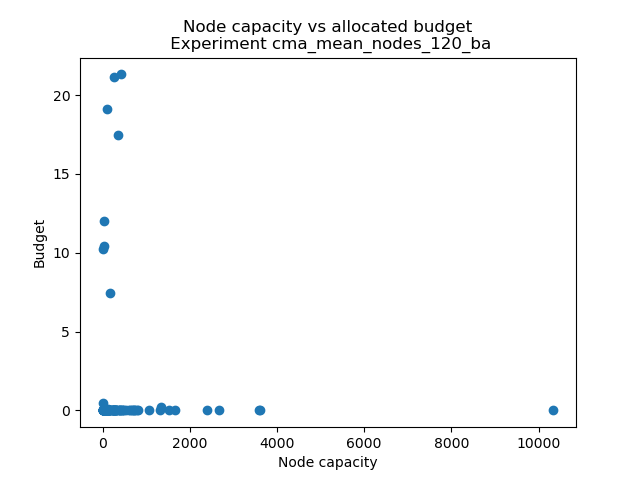 Node capacity vs allocated budget
Experiment cma_mean_nodes_120_ba
20
15
10
5
0
Budget
0 2000 4000 6000 8000 10000
Node capacity